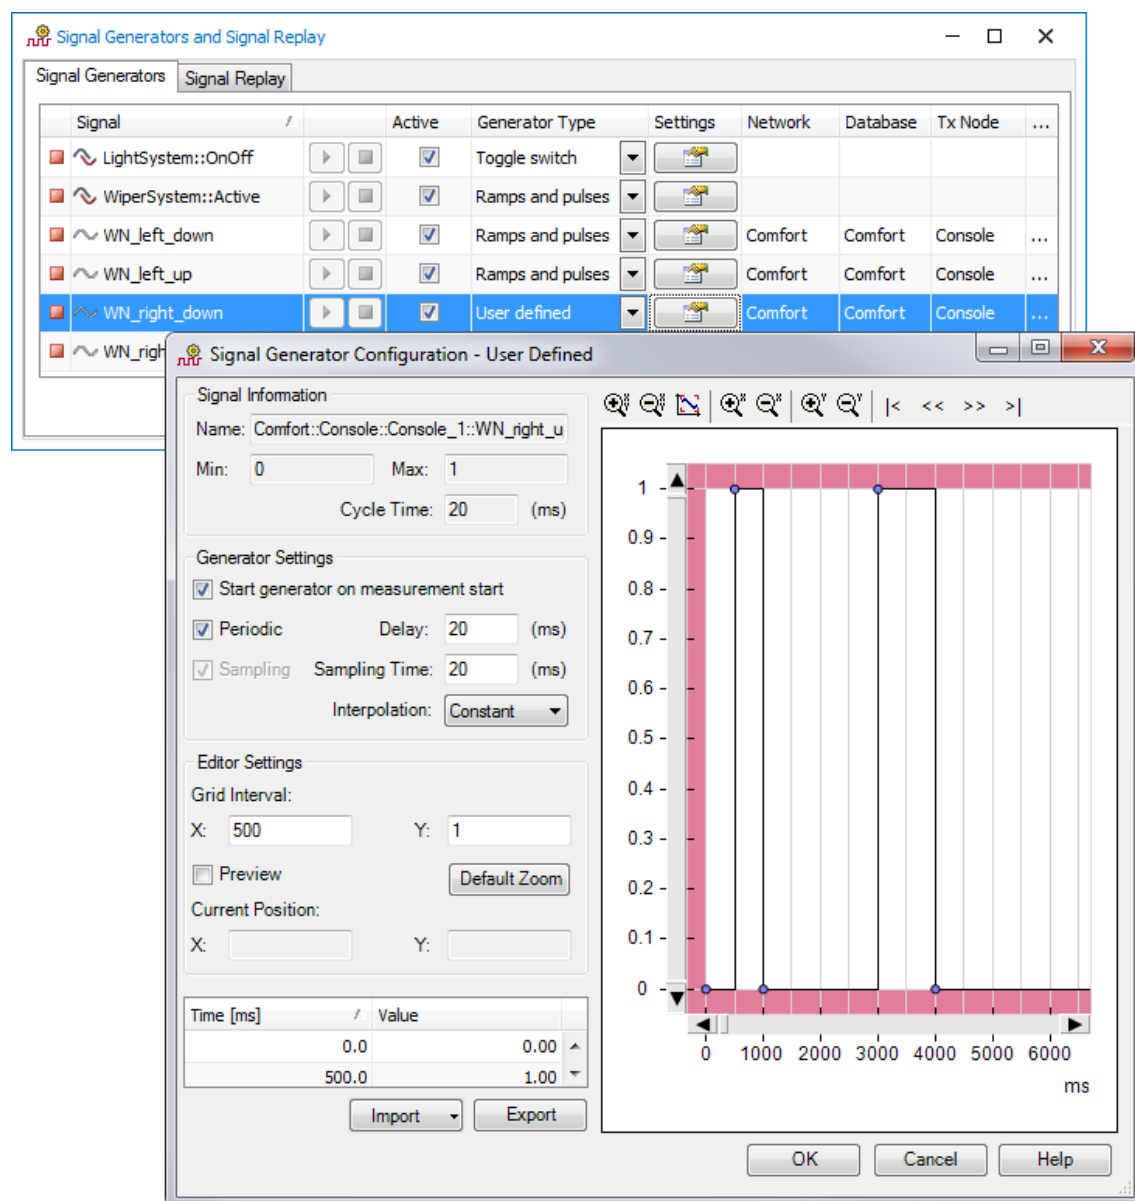 Signal Generators and Signal Replay
Signal Generators Signal Replay
Signal / Active Generator Type Settings Network Database Tx Node ...
LightSystem::OnOff Toggle switch
WiperSystem::Active Ramps and pulses
WN_left_down Ramps and pulses Comfort Comfort Console ...
WN_left_up Ramps and pulses Comfort Comfort Console ...
WN_right_down User defined Comfort Comfort Console ...
WN_righ
Signal Generator Configuration - User Defined
Signal Information
Name: Comfort::Console::Console_1::WN_right_u
Min: 0 Max: 1
Cycle Time: 20 (ms)
Generator Settings
Start generator on measurement start
Periodic Delay: 20 (ms)
Sampling Sampling Time: 20 (ms)
Interpolation: Constant
Editor Settings
Grid Interval:
X: 500 Y: 1
Preview Default Zoom
Current Position:
X: Y:
Time [ms] / Value
0.0 0.00
500.0 1.00
Import Export
|< << >> >|
1
0.9
0.8
0.7
0.6
0.5
0.4
0.3
0.2
0.1
0
0 1000 2000 3000 4000 5000 6000
ms
OK Cancel Help